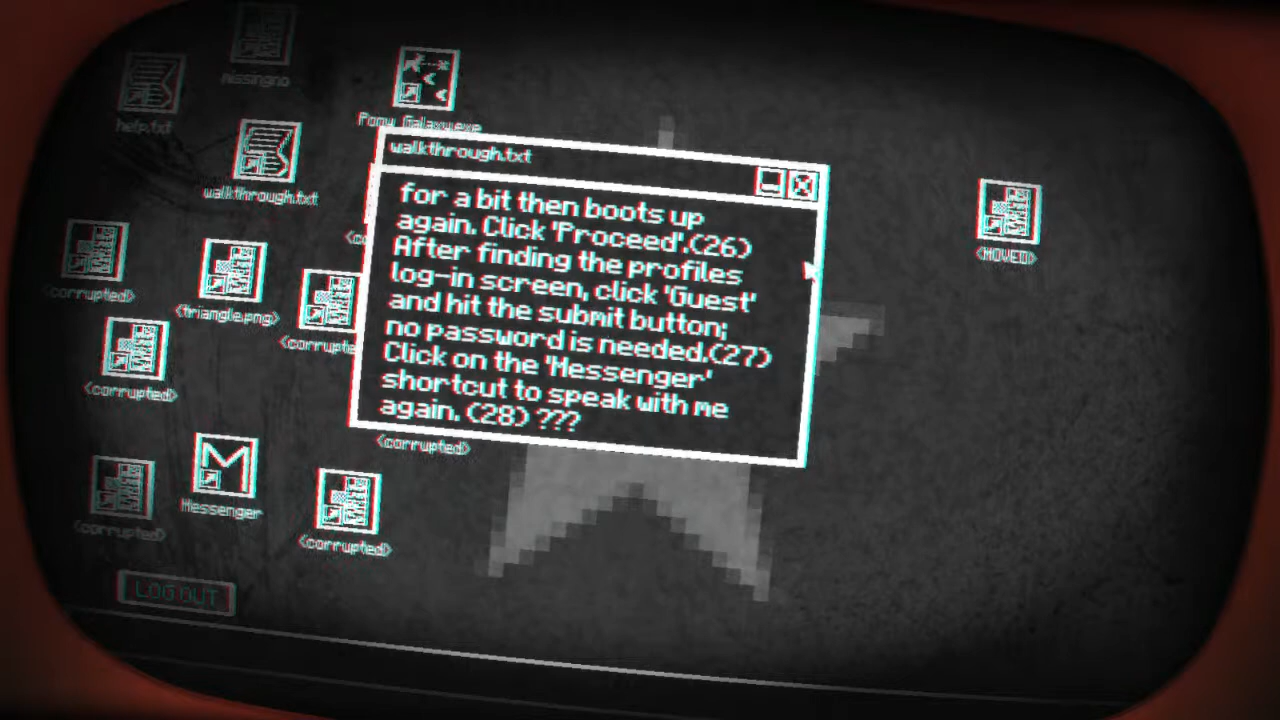 missingno
help.txt
Pony Galaxy.exe
walkthrough.txt
walkthrough.txt
for a bit then boots up
again. Click 'Proceed'.(26)
After finding the profiles
log-in screen, click 'Guest'
and hit the submit button;
no password is needed.(27)
Click on the 'Messenger'
shortcut to speak with me
again. (28) ???
<MOVED>
<corrupted>
<triangle.png>
<corrupted>
<corrupted>
M
Messenger
<corrupted>
<corrupted>
LOG OUT